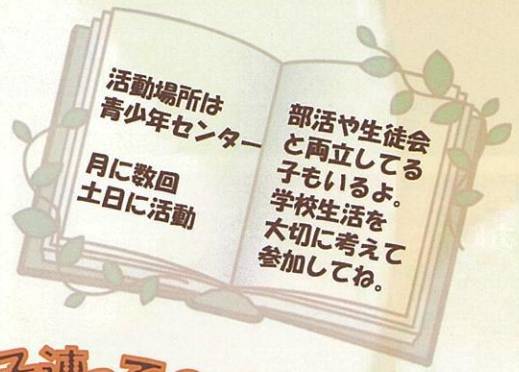 活動場所は
青少年センター
月に数回
土日に活動
部活や生徒会
と両立してる
子もいるよ。
学校生活を
大切に考えて
参加してね。